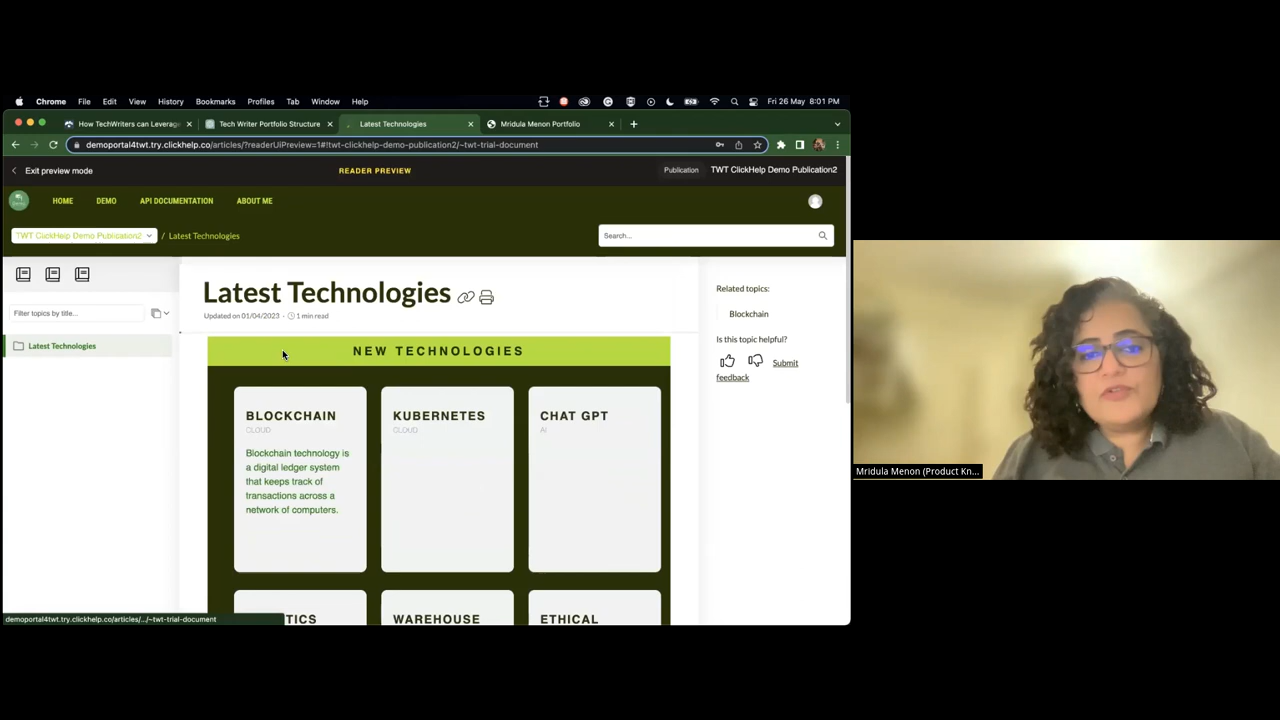 Chrome File Edit View History Bookmarks Profiles Tab Window Help Fri 26 May 8:01 PM
How TechWriters can Leverage Tech Writer Portfolio Structure Latest Technologies Mridula Menon Portfolio
demoportal4twt.try.clickhelp.co/articles/?readerUiPreview=1#!twt-clickhelp-demo-publication2/~twt-trial-document
Exit preview mode READER PREVIEW Publication TWT ClickHelp Demo Publication2
HOME DEMO API DOCUMENTATION ABOUT ME
TWT ClickHelp Demo Publication2 / Latest Technologies Search...
Filter topics by title...
Latest Technologies
Latest Technologies
Updated on 01/04/2023 · 1 min read
NEW TECHNOLOGIES
BLOCKCHAIN
CLOUD
Blockchain technology is
a digital ledger system
that keeps track of
transactions across a
network of computers.
KUBERNETES
CLOUD
CHAT GPT
AI
TICS
WAREHOUSE
ETHICAL
Related topics:
Blockchain
Is this topic helpful?
Submit
feedback
demoportal4twt.try.clickhelp.co/articles/.../~twt-trial-document
Mridula Menon (Product Kn...